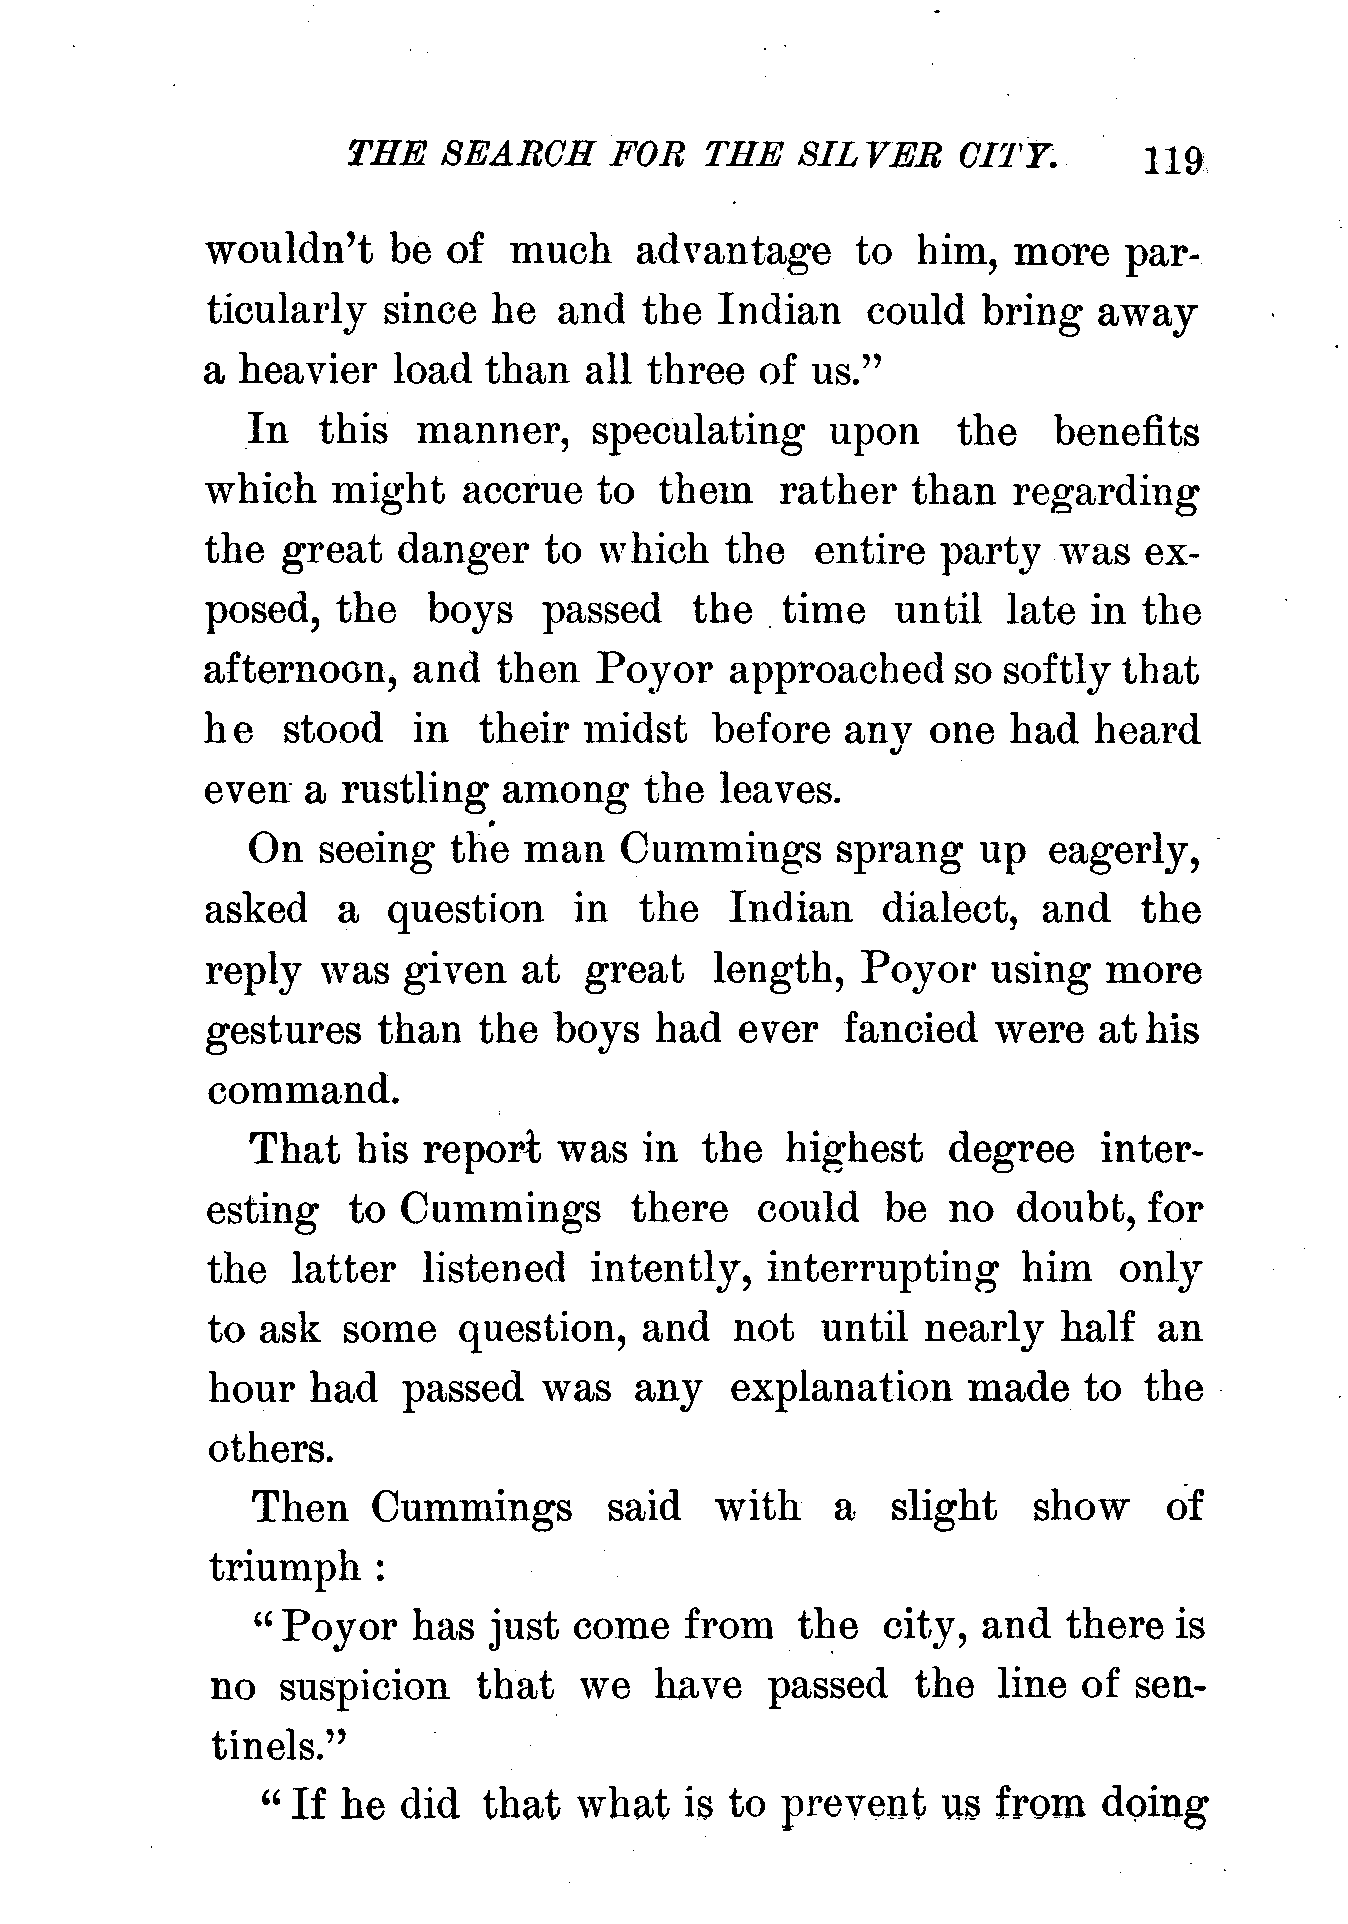 THE SEARCH FOR THE SILVER CITY. 119
wouldn't be of much advantage to him, more par-
ticularly since he and the Indian could bring away
a heavier load than all three of us."
In this manner, speculating upon the benefits
which might accrue to them rather than regarding
the great danger to which the entire party was ex-
posed, the boys passed the time until late in the
afternoon, and then Poyor approached so softly that
he stood in their midst before any one had heard
even a rustling among the leaves.
On seeing the man Cummings sprang up eagerly,
asked a question in the Indian dialect, and the
reply was given at great length, Poyor using more
gestures than the boys had ever fancied were at his
command.
That his report was in the highest degree inter-
esting to Cummings there could be no doubt, for
the latter listened intently, interrupting him only
to ask some question, and not until nearly half an
hour had passed was any explanation made to the
others.
Then Cummings said with a slight show of
triumph :
"Poyor has just come from the city, and there is
no suspicion that we have passed the line of sen-
tinels."
"If he did that what is to prevent us from doing